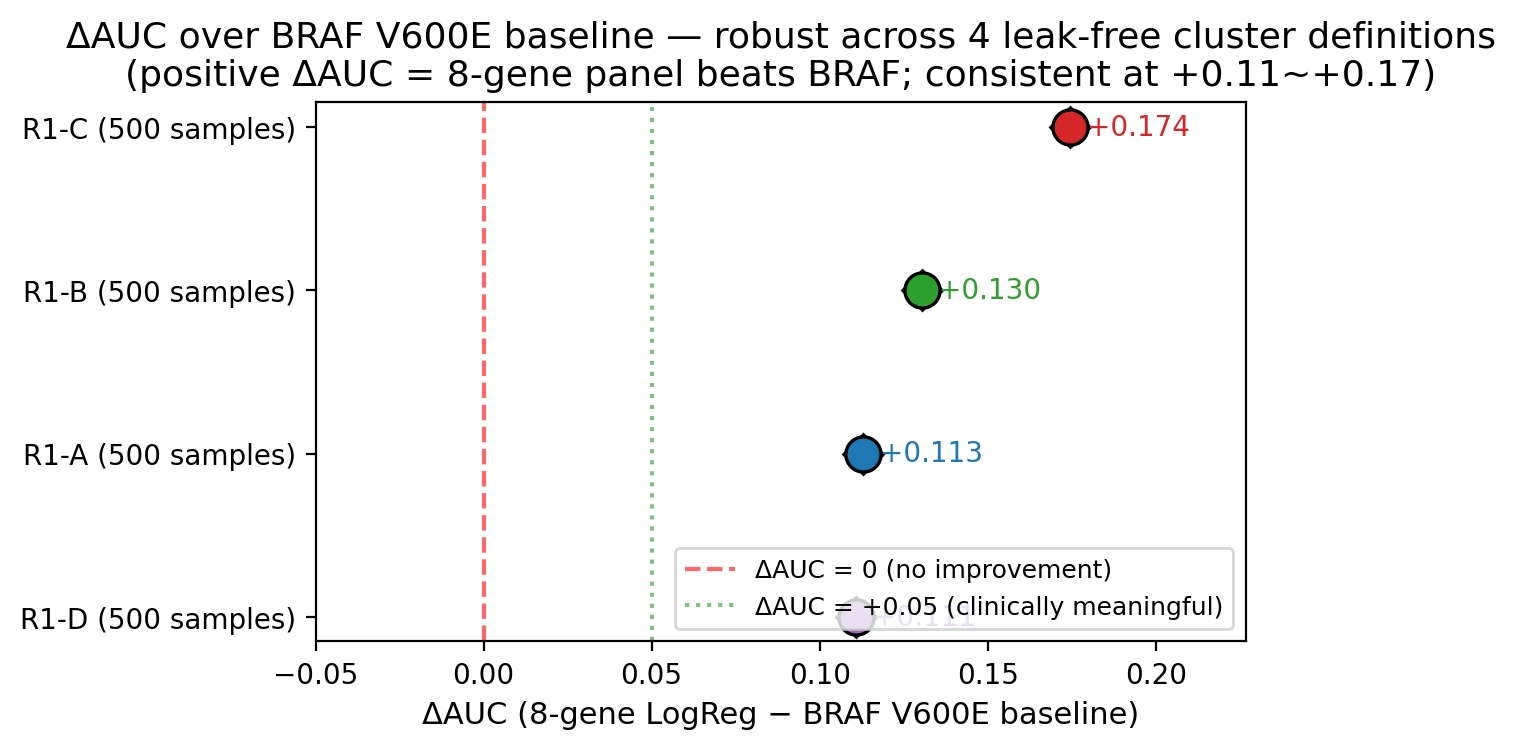 ΔAUC over BRAF V600E baseline — robust across 4 leak-free cluster definitions
(positive ΔAUC = 8-gene panel beats BRAF; consistent at +0.11~+0.17)
R1-C (500 samples)
+0.174
R1-B (500 samples)
+0.130
R1-A (500 samples)
+0.113
ΔAUC = 0 (no improvement)
ΔAUC = +0.05 (clinically meaningful)
R1-D (500 samples)
+0.111
−0.05 0.00 0.05 0.10 0.15 0.20
ΔAUC (8-gene LogReg − BRAF V600E baseline)